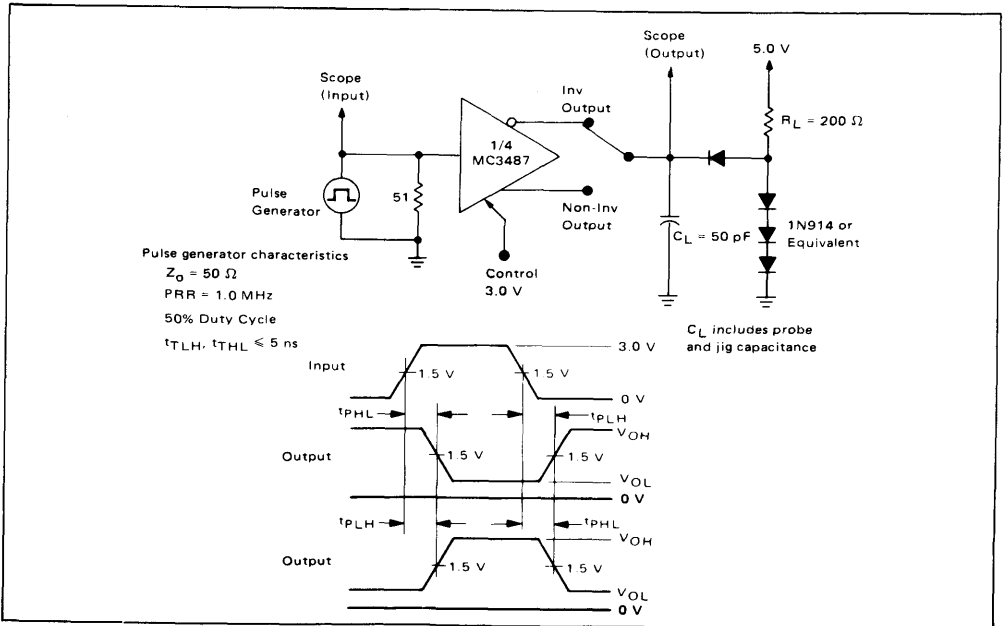 Scope
(Input)
Scope
(Output)
5.0 V
Inv
Output
R_L = 200 Ω
1/4
MC3487
51
Pulse
Generator
Non-Inv
Output
C_L = 50 pF
1N914 or
Equivalent
Control
3.0 V
Pulse generator characteristics
Z_o = 50 Ω
PRR = 1.0 MHz
50% Duty Cycle
t_TLH, t_THL ⩽ 5 ns
C_L includes probe
and jig capacitance
Input
1.5 V
1.5 V
3.0 V
0 V
t_PHL
t_PLH
Output
1.5 V
1.5 V
V_OH
V_OL
0 V
t_PLH
t_PHL
Output
1.5 V
1.5 V
V_OH
V_OL
0 V